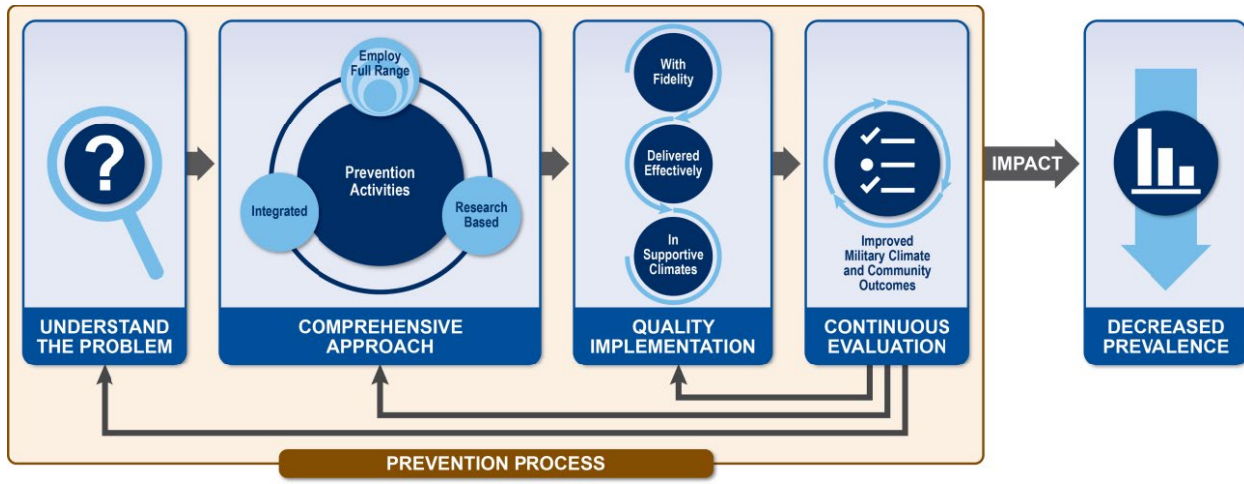 ?
UNDERSTAND
THE PROBLEM
Employ
Full Range
Prevention
Activities
Integrated
Research
Based
COMPREHENSIVE
APPROACH
With
Fidelity
Delivered
Effectively
In
Supportive
Climates
QUALITY
IMPLEMENTATION
Improved
Military Climate
and Community
Outcomes
CONTINUOUS
EVALUATION
IMPACT
DECREASED
PREVALENCE
PREVENTION PROCESS